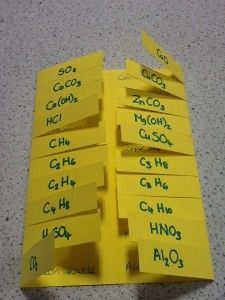 SO₃
CaCO₃
Ca(OH)₂
HCl
CH₄
C₂H₆
C₂H₄
C₄H₈
H₂SO₄
CuCO₃
ZnCO₃
Mg(OH)₂
CuSO₄
C₃H₈
C₃H₆
C₄H₁₀
HNO₃
Al₂O₃